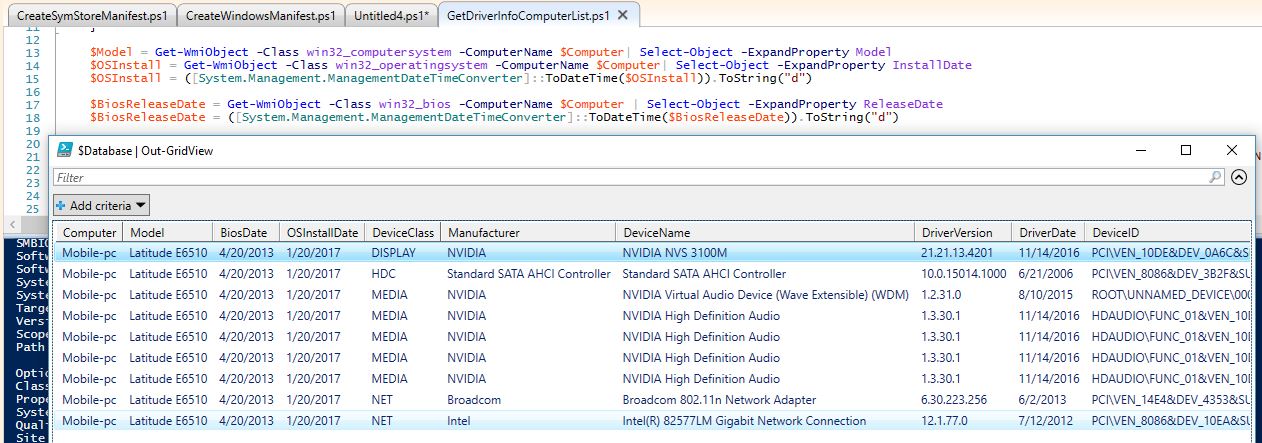 CreateSymStoreManifest.ps1 CreateWindowsManifest.ps1 Untitled4.ps1* GetDriverInfoComputerList.ps1 X
11 }
12
13 $Model = Get-WmiObject -Class win32_computersystem -ComputerName $Computer| Select-Object -ExpandProperty Model
14 $OSInstall = Get-WmiObject -Class win32_operatingsystem -ComputerName $Computer| Select-Object -ExpandProperty InstallDate
15 $OSInstall = ([System.Management.ManagementDateTimeConverter]::ToDateTime($OSInstall)).ToString("d")
16
17 $BiosReleaseDate = Get-WmiObject -Class win32_bios -ComputerName $Computer | Select-Object -ExpandProperty ReleaseDate
18 $BiosReleaseDate = ([System.Management.ManagementDateTimeConverter]::ToDateTime($BiosReleaseDate)).ToString("d")
19
20
21
22
23
24
25
$Database | Out-GridView
Filter
Add criteria
Computer Model BiosDate OSInstallDate DeviceClass Manufacturer DeviceName DriverVersion DriverDate DeviceID
Mobile-pc Latitude E6510 4/20/2013 1/20/2017 DISPLAY NVIDIA NVIDIA NVS 3100M 21.21.13.4201 11/14/2016 PCI\VEN_10DE&DEV_0A6C&SU
Mobile-pc Latitude E6510 4/20/2013 1/20/2017 HDC Standard SATA AHCI Controller Standard SATA AHCI Controller 10.0.15014.1000 6/21/2006 PCI\VEN_8086&DEV_3B2F&SU
Mobile-pc Latitude E6510 4/20/2013 1/20/2017 MEDIA NVIDIA NVIDIA Virtual Audio Device (Wave Extensible) (WDM) 1.2.31.0 8/10/2015 ROOT\UNNAMED_DEVICE\000
Mobile-pc Latitude E6510 4/20/2013 1/20/2017 MEDIA NVIDIA NVIDIA High Definition Audio 1.3.30.1 11/14/2016 HDAUDIO\FUNC_01&VEN_10D
Mobile-pc Latitude E6510 4/20/2013 1/20/2017 MEDIA NVIDIA NVIDIA High Definition Audio 1.3.30.1 11/14/2016 HDAUDIO\FUNC_01&VEN_10D
Mobile-pc Latitude E6510 4/20/2013 1/20/2017 MEDIA NVIDIA NVIDIA High Definition Audio 1.3.30.1 11/14/2016 HDAUDIO\FUNC_01&VEN_10D
Mobile-pc Latitude E6510 4/20/2013 1/20/2017 MEDIA NVIDIA NVIDIA High Definition Audio 1.3.30.1 11/14/2016 HDAUDIO\FUNC_01&VEN_10D
Mobile-pc Latitude E6510 4/20/2013 1/20/2017 NET Broadcom Broadcom 802.11n Network Adapter 6.30.223.256 6/2/2013 PCI\VEN_14E4&DEV_4353&SU
Mobile-pc Latitude E6510 4/20/2013 1/20/2017 NET Intel Intel(R) 82577LM Gigabit Network Connection 12.1.77.0 7/12/2012 PCI\VEN_8086&DEV_10EA&SU
SMBIO
Softw
Softw
Syste
Syste
Targe
Versi
Scope
Path
Optio
Class
Prope
Syste
Quali
Site